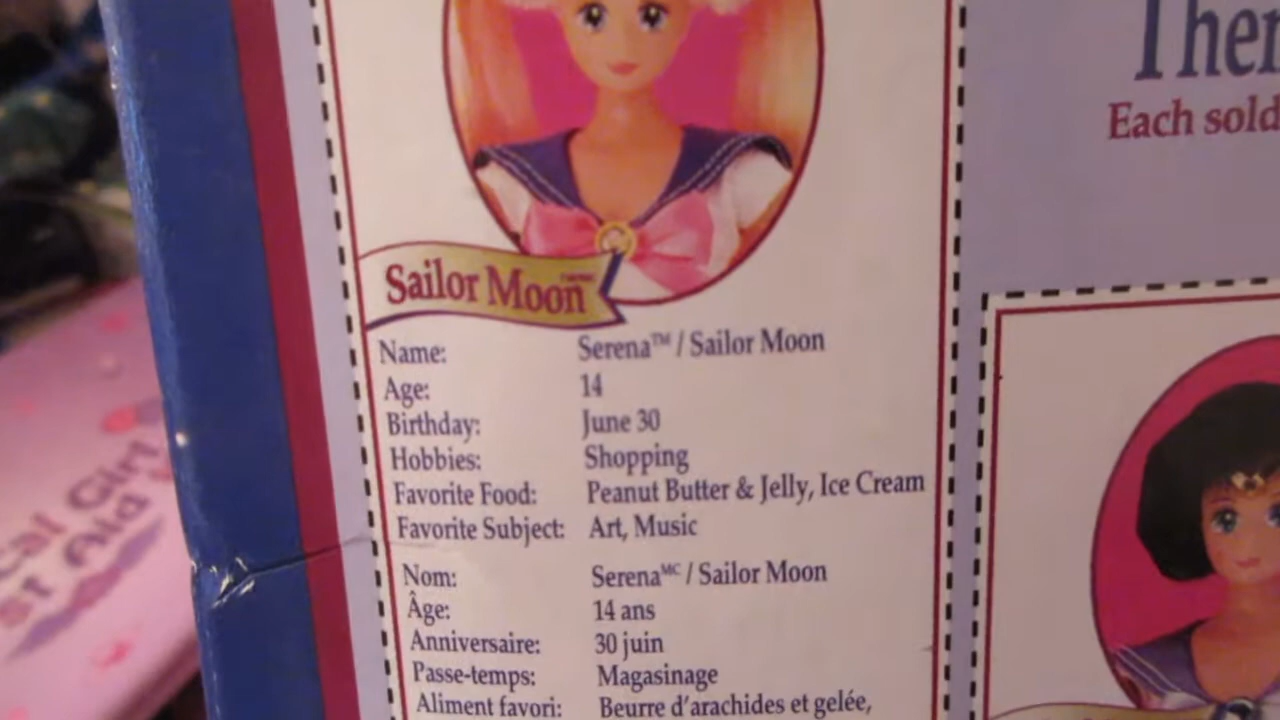 Each sold
Sailor Moon
Name: Serena™ / Sailor Moon
Age: 14
Birthday: June 30
Hobbies: Shopping
Favorite Food: Peanut Butter & Jelly, Ice Cream
Favorite Subject: Art, Music
Nom: Serena ᴹᶜ / Sailor Moon
Âge: 14 ans
Anniversaire: 30 juin
Passe-temps: Magasinage
Aliment favori: Beurre d'arachides et gelée,
Girl
Aid